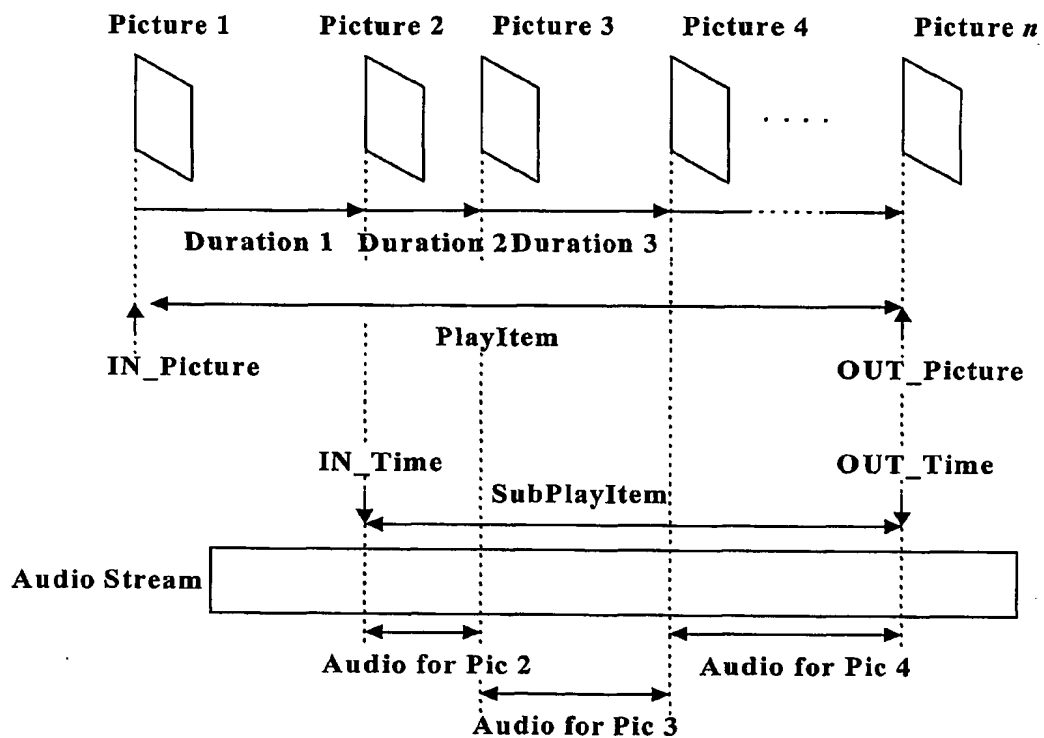 Picture 1 Picture 2 Picture 3 Picture 4 Picture n
. . . .
Duration 1 Duration 2 Duration 3
PlayItem
IN_Picture OUT_Picture
IN_Time OUT_Time
SubPlayItem
Audio Stream
Audio for Pic 2 Audio for Pic 4
Audio for Pic 3